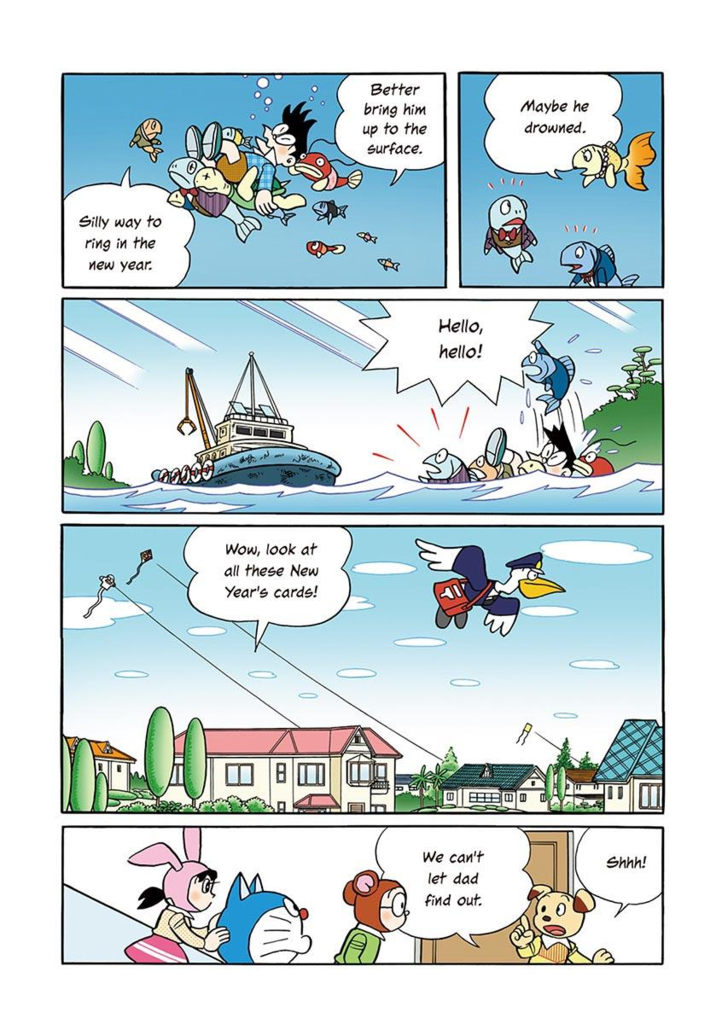 Better
bring him
up to the
surface.
Silly way to
ring in the
new year.
Maybe he
drowned.
Hello,
hello!
Wow, look at
all these New
Year's cards!
We can't
let dad
find out.
Shhh!